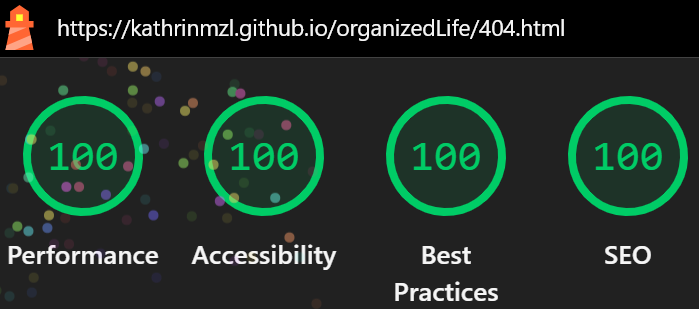 https://kathrinmzl.github.io/organizedLife/404.html
100 100 100 100
Performance Accessibility Best Practices SEO